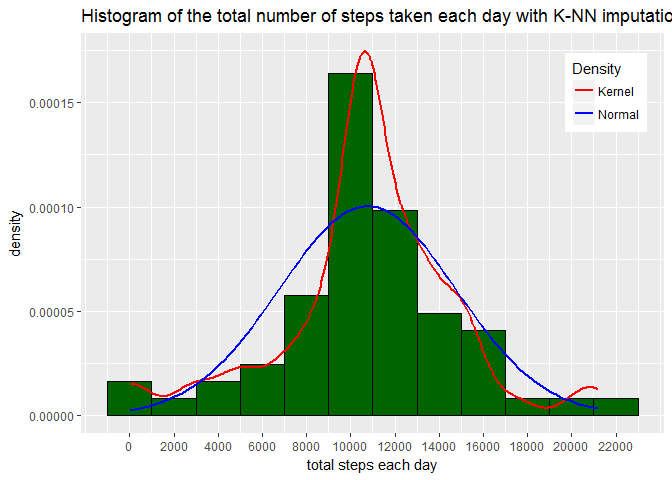 Histogram of the total number of steps taken each day with K-NN imputatio
Density
Kernel
Normal
density
0.00015
0.00010
0.00005
0.00000
0 2000 4000 6000 8000 10000 12000 14000 16000 18000 20000 22000
total steps each day